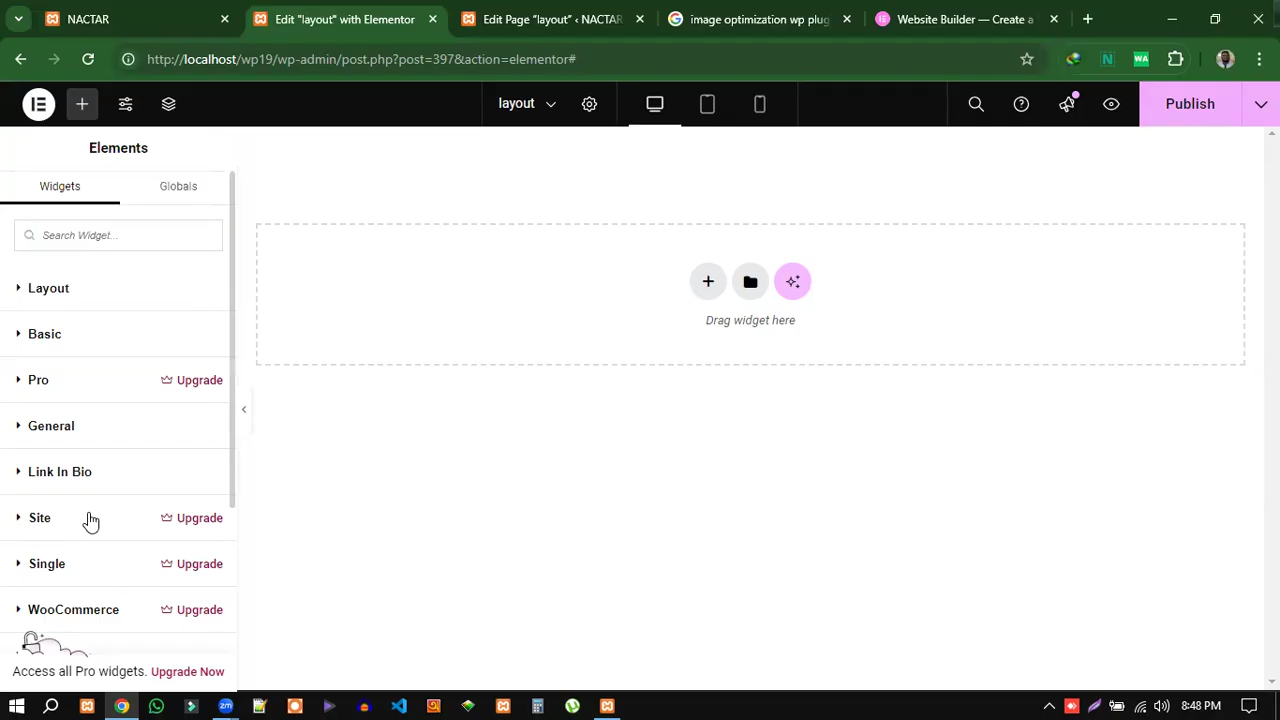 NACTAR
Edit "layout" with Elementor
Edit Page "layout" ‹ NACTAR
image optimization wp plug
Website Builder — Create a
http://localhost/wp19/wp-admin/post.php?post=397&action=elementor#
N
WA
layout
Publish
Elements
Widgets
Globals
Search Widget...
Layout
Basic
Pro
Upgrade
General
Link In Bio
Site
Upgrade
Single
Upgrade
WooCommerce
Upgrade
Access all Pro widgets. Upgrade Now
Drag widget here
8:48 PM